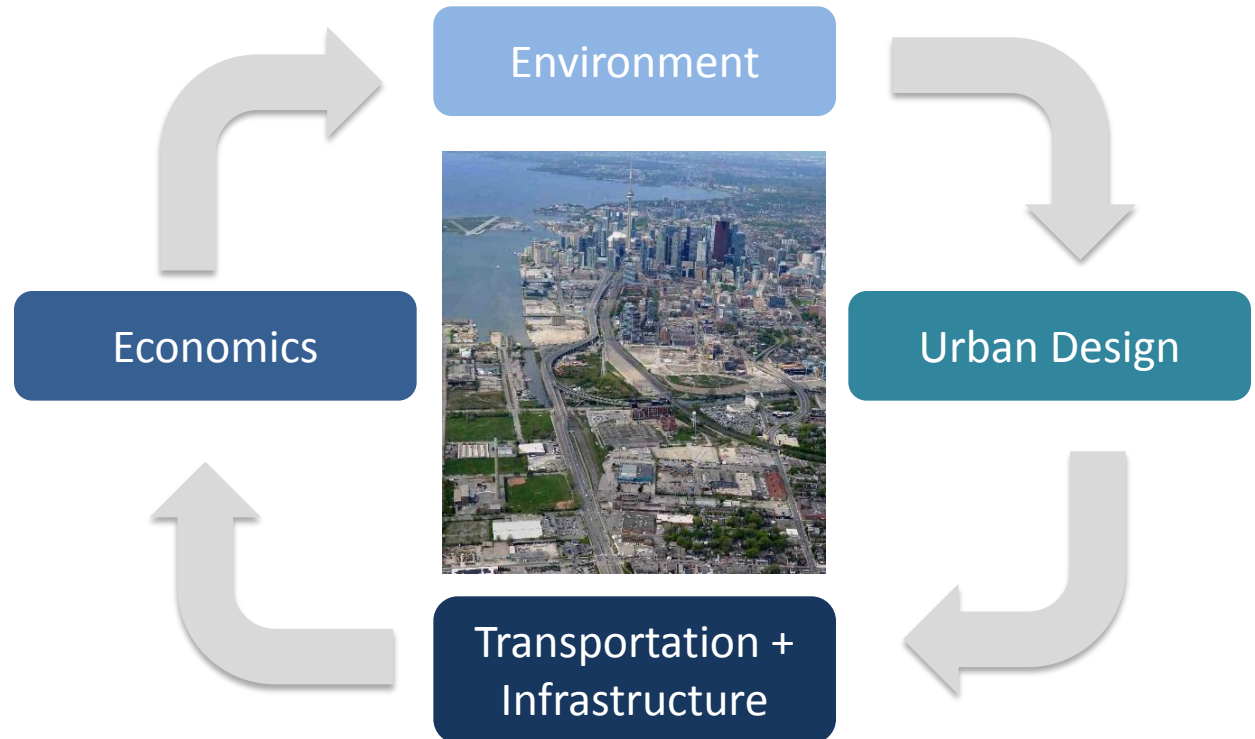 Environment
Economics
Urban Design
Transportation +
Infrastructure